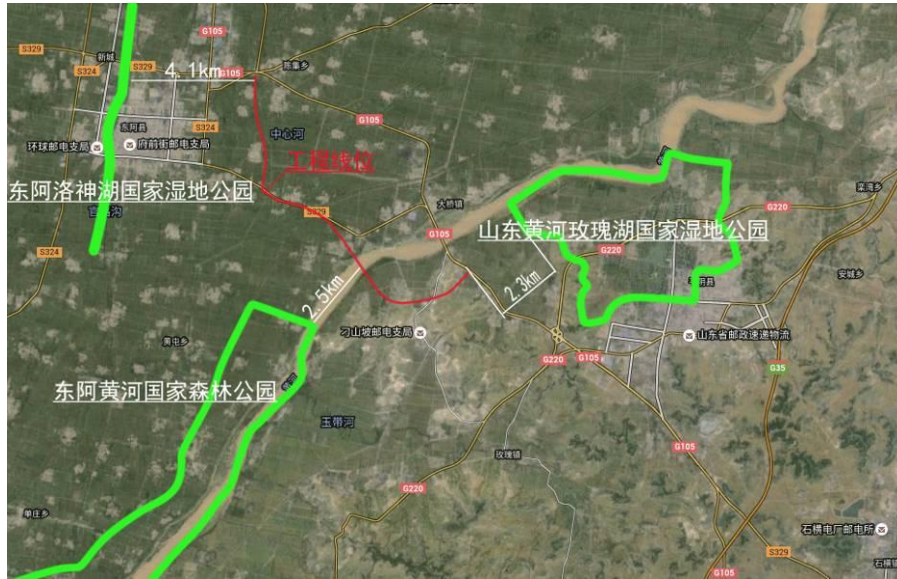 G105
S329
新城
S324
S329
G105
4.1km
陈集乡
G105
东阿县
S324
中心河
环球邮电支局
府前街邮电支局
工程线位
东阿洛神湖国家湿地公园
S329
大桥镇
栾湾乡
G220
G105
山东黄河玫瑰湖国家湿地公园
S324
G220
安城乡
2.3km
2.5km
刁山坡邮电支局
山东省邮政速递物流
黄屯乡
G220
G105
G35
东阿黄河国家森林公园
玉带河
G105
玫瑰镇
G220
单庄乡
石横电厂邮电所
S329
石横镇
G105